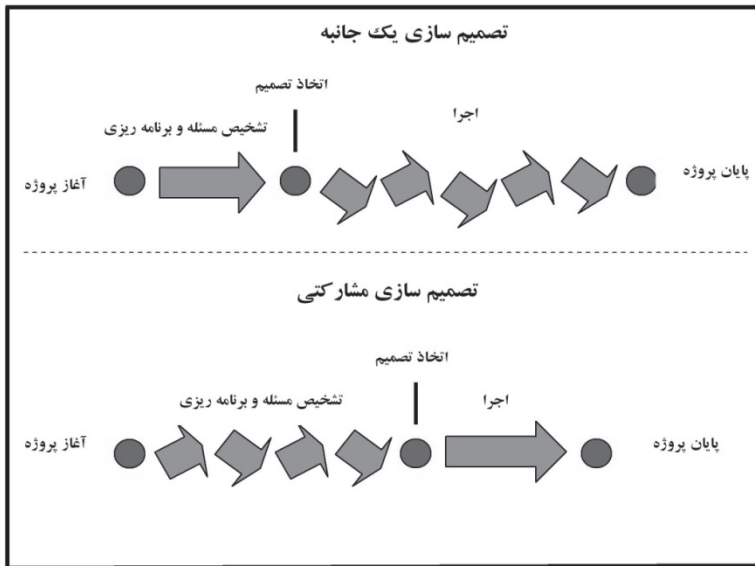 تصمیم سازی یک جانبه
اتخاذ تصمیم
اجرا
تشخیص مسئله و برنامه ریزی
پایان پروژه
آغاز پروژه
تصمیم سازی مشارکتی
اتخاذ تصمیم
اجرا
تشخیص مسئله و برنامه ریزی
پایان پروژه
آغاز پروژه